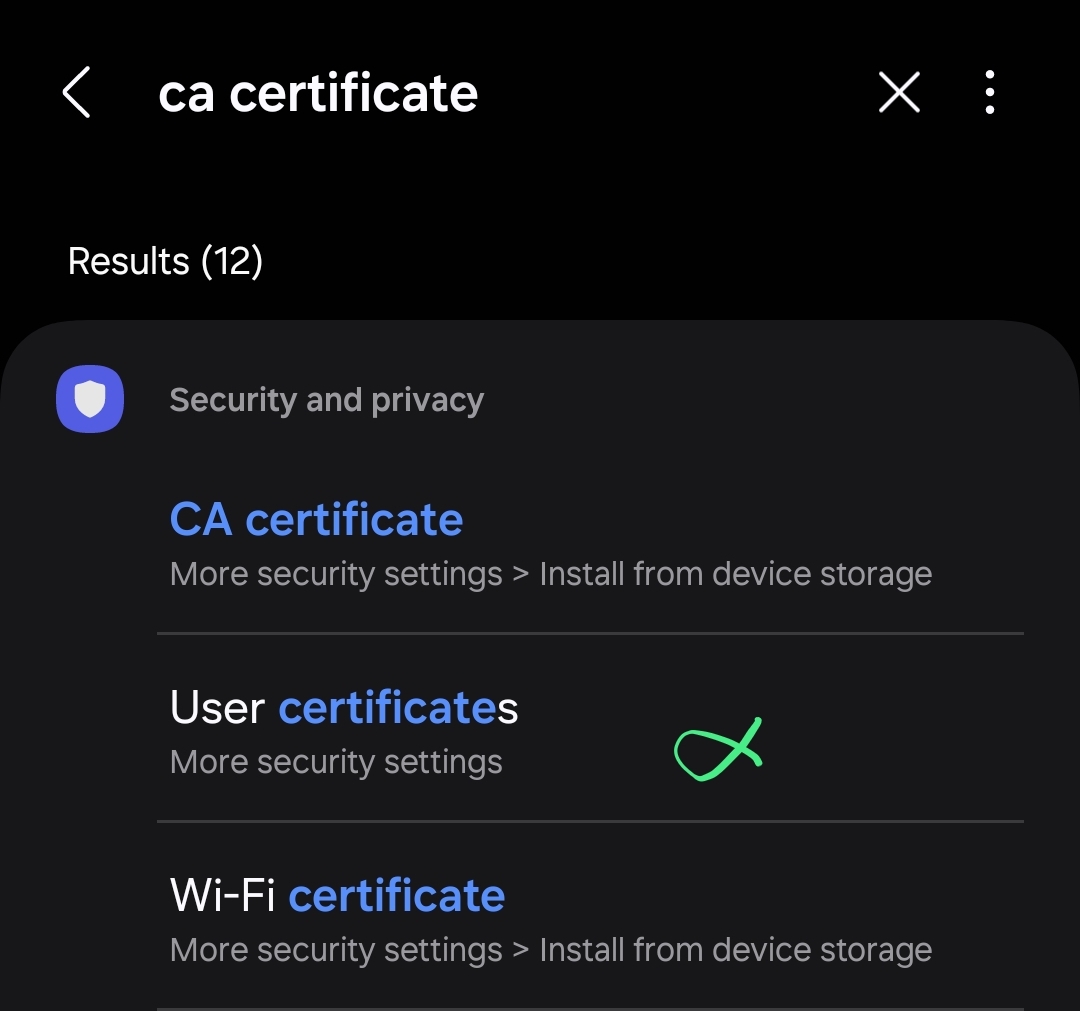 ca certificate
Results (12)
Security and privacy
CA certificate
More security settings > Install from device storage
User certificates
More security settings
Wi-Fi certificate
More security settings > Install from device storage